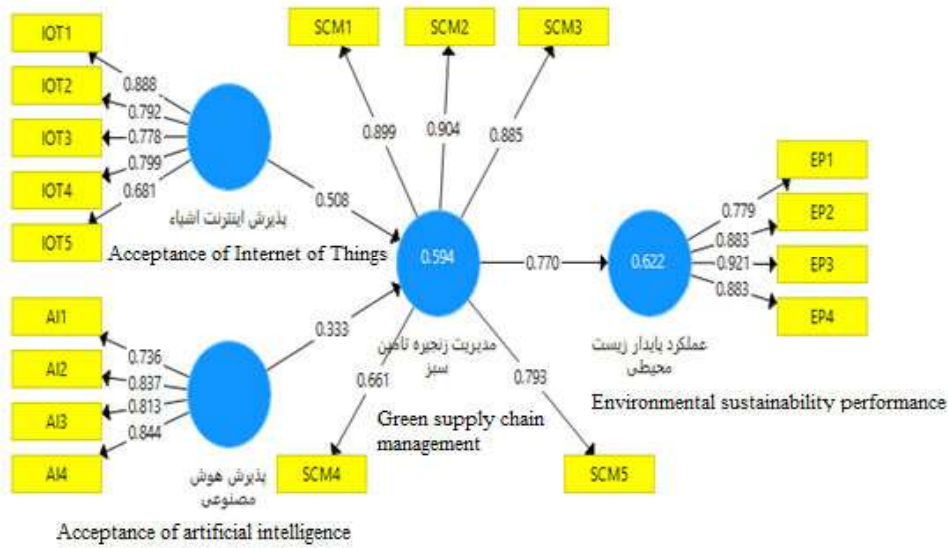 IOT1
IOT2
IOT3
IOT4
IOT5
0.888
0.792
0.778
0.799
0.681
پذیرش اینترنت اشیاء
Acceptance of Internet of Things
0.508
AI1
AI2
AI3
AI4
0.736
0.837
0.813
0.844
پذیرش هوش
مصنوعی
Acceptance of artificial intelligence
0.333
SCM1
SCM2
SCM3
0.899
0.904
0.885
0.594
مدیریت زنجیره تامین
سبز
Green supply chain
management
0.661
0.793
SCM4
SCM5
0.770
0.622
عملکرد پایدار زیست
محیطی
Environmental sustainability performance
0.779
0.883
0.921
0.883
EP1
EP2
EP3
EP4